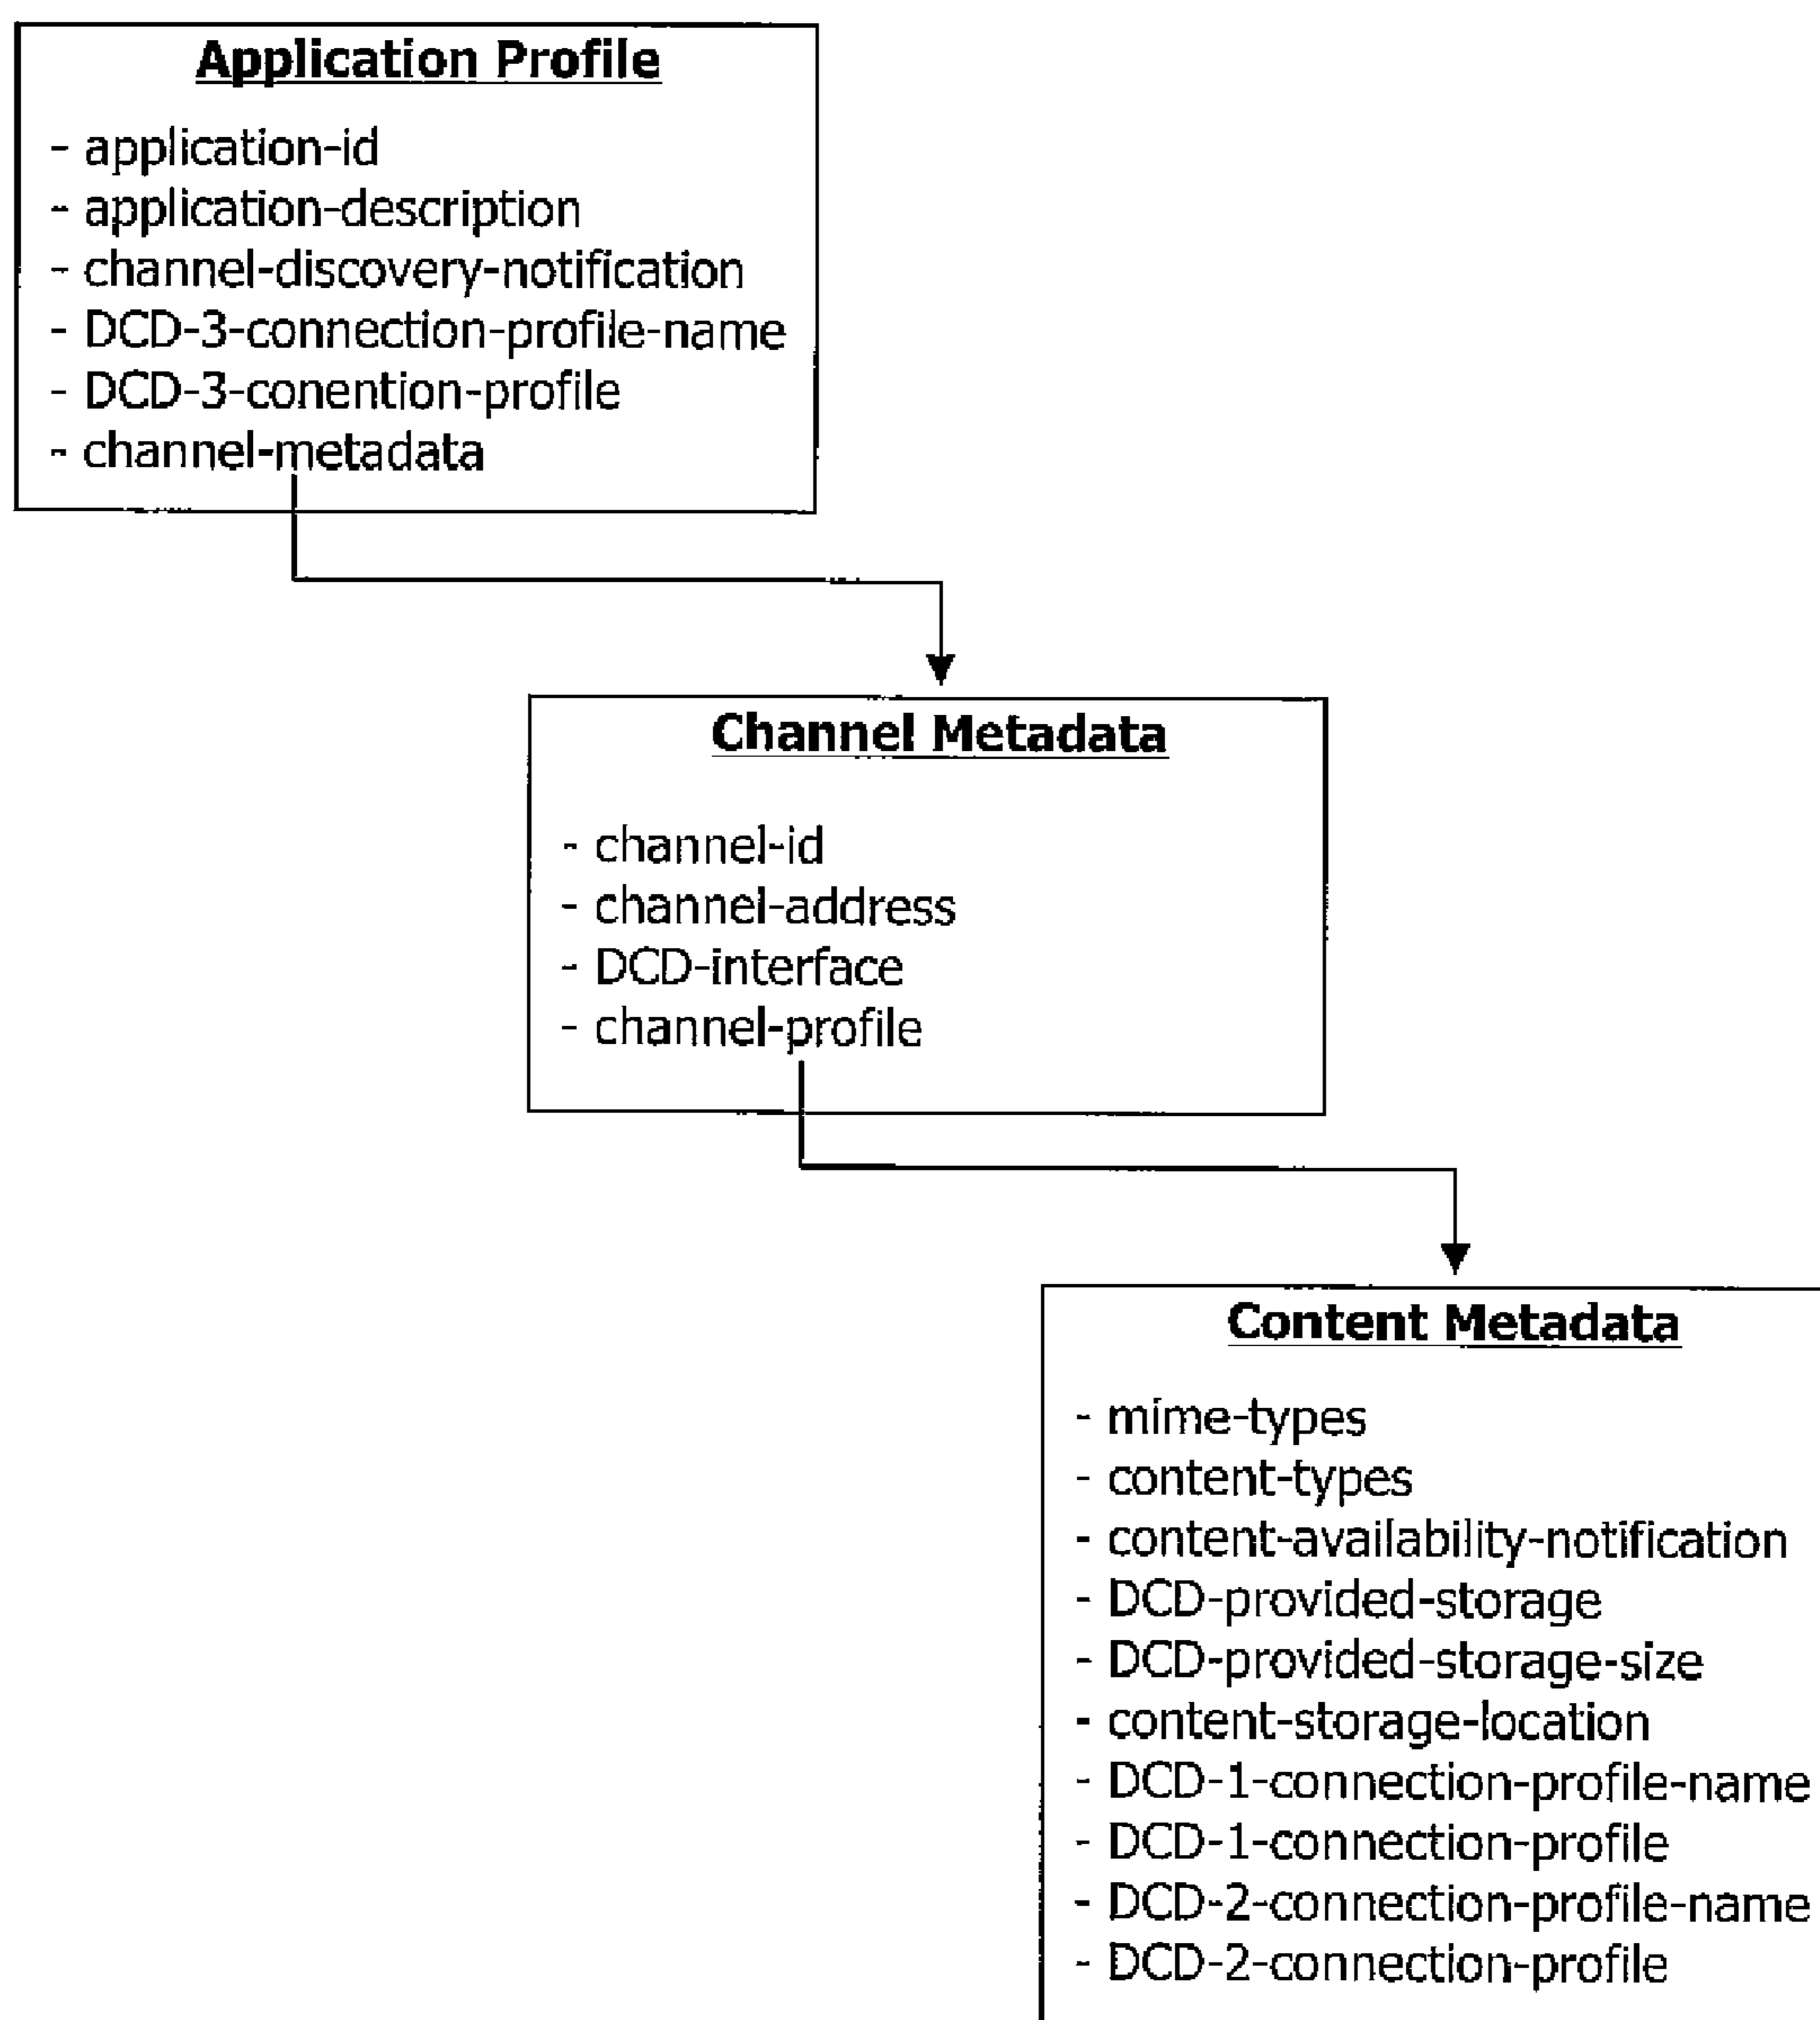 Application Profile
- application-id
- application-description
- channel-discovery-notification
- DCD-3-connection-profile-name
- DCD-3-conention-profile
- channel-metadata
Channel Metadata
- channel-id
- channel-address
- DCD-interface
- channel-profile
Content Metadata
- mime-types
- content-types
- content-availability-notification
- DCD-provided-storage
- DCD-provided-storage-size
- content-storage-location
- DCD-1-connection-profile-name
- DCD-1-connection-profile
- DCD-2-connection-profile-name
- DCD-2-connection-profile